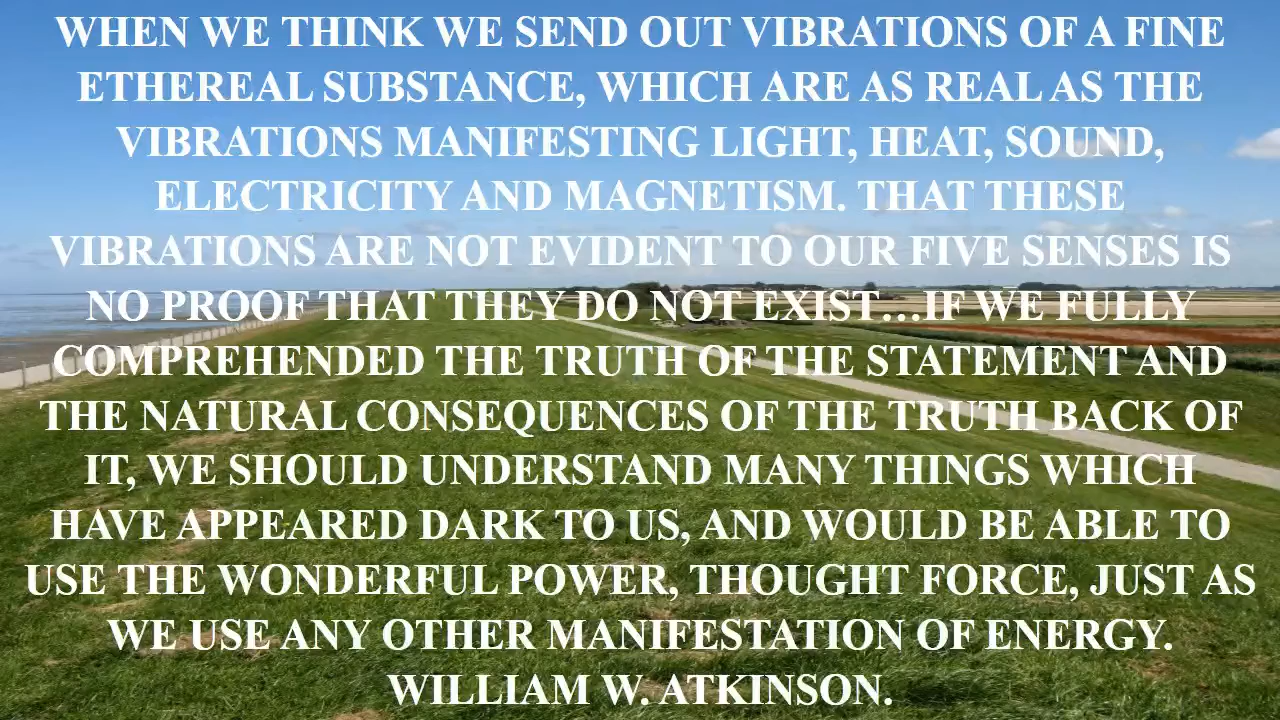 WHEN WE THINK WE SEND OUT VIBRATIONS OF A FINE
ETHEREAL SUBSTANCE, WHICH ARE AS REAL AS THE
VIBRATIONS MANIFESTING LIGHT, HEAT, SOUND,
ELECTRICITY AND MAGNETISM. THAT THESE
VIBRATIONS ARE NOT EVIDENT TO OUR FIVE SENSES IS
NO PROOF THAT THEY DO NOT EXIST...IF WE FULLY
COMPREHENDED THE TRUTH OF THE STATEMENT AND
THE NATURAL CONSEQUENCES OF THE TRUTH BACK OF
IT, WE SHOULD UNDERSTAND MANY THINGS WHICH
HAVE APPEARED DARK TO US, AND WOULD BE ABLE TO
USE THE WONDERFUL POWER, THOUGHT FORCE, JUST AS
WE USE ANY OTHER MANIFESTATION OF ENERGY.
WILLIAM W. ATKINSON.